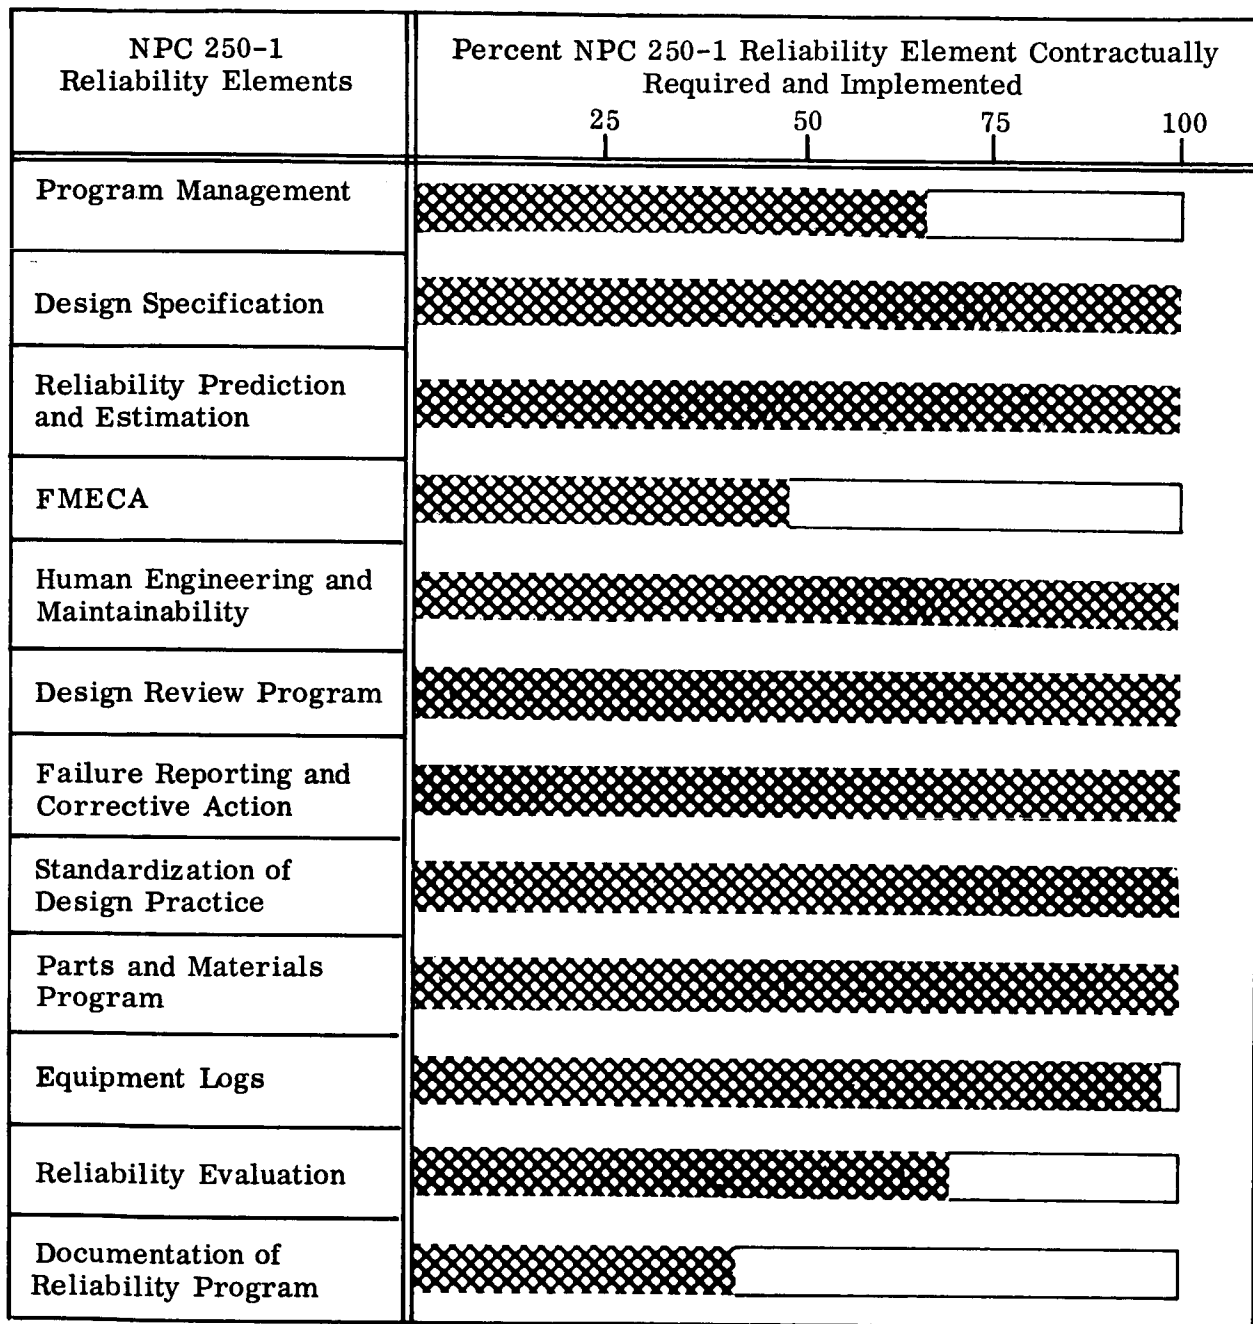 NPC 250-1
Reliability Elements
Percent NPC 250-1 Reliability Element Contractually
Required and Implemented
25 50 75 100
Program Management
Design Specification
Reliability Prediction
and Estimation
FMECA
Human Engineering and
Maintainability
Design Review Program
Failure Reporting and
Corrective Action
Standardization of
Design Practice
Parts and Materials
Program
Equipment Logs
Reliability Evaluation
Documentation of
Reliability Program